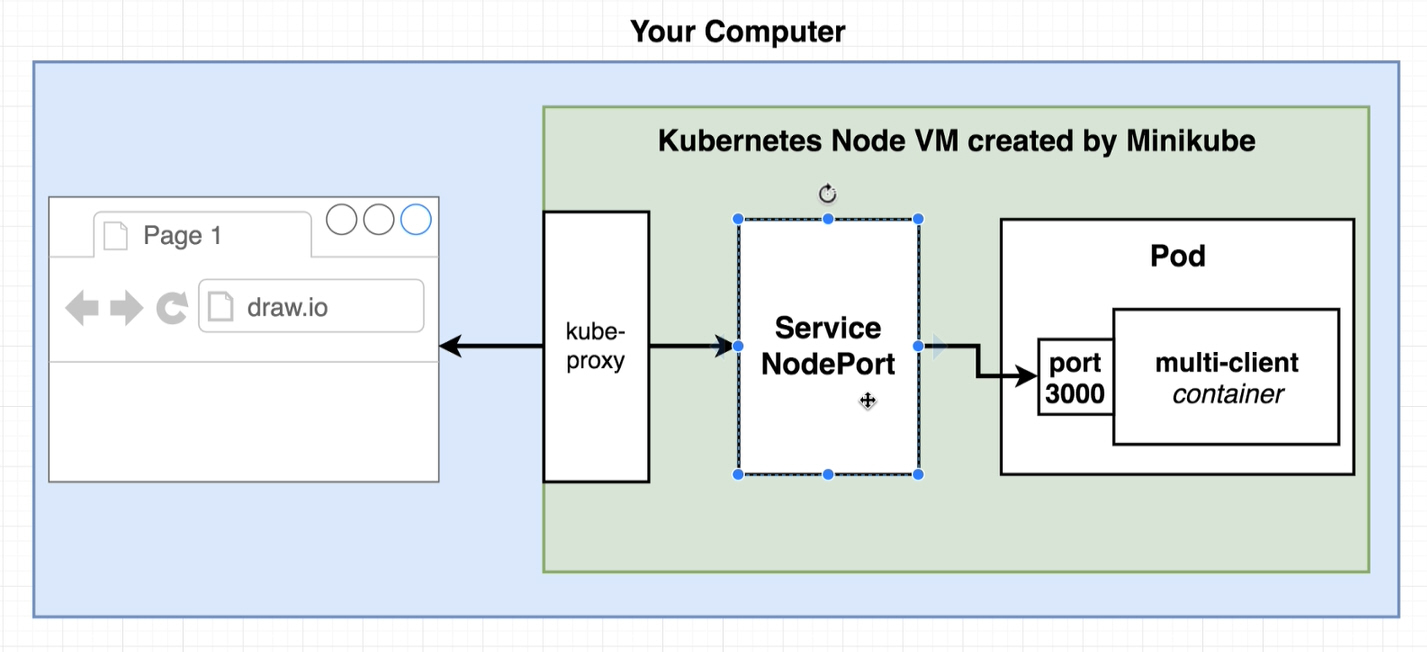 Your Computer
Kubernetes Node VM created by Minikube
Page 1
draw.io
kube-
proxy
Service
NodePort
Pod
port
3000
multi-client
container